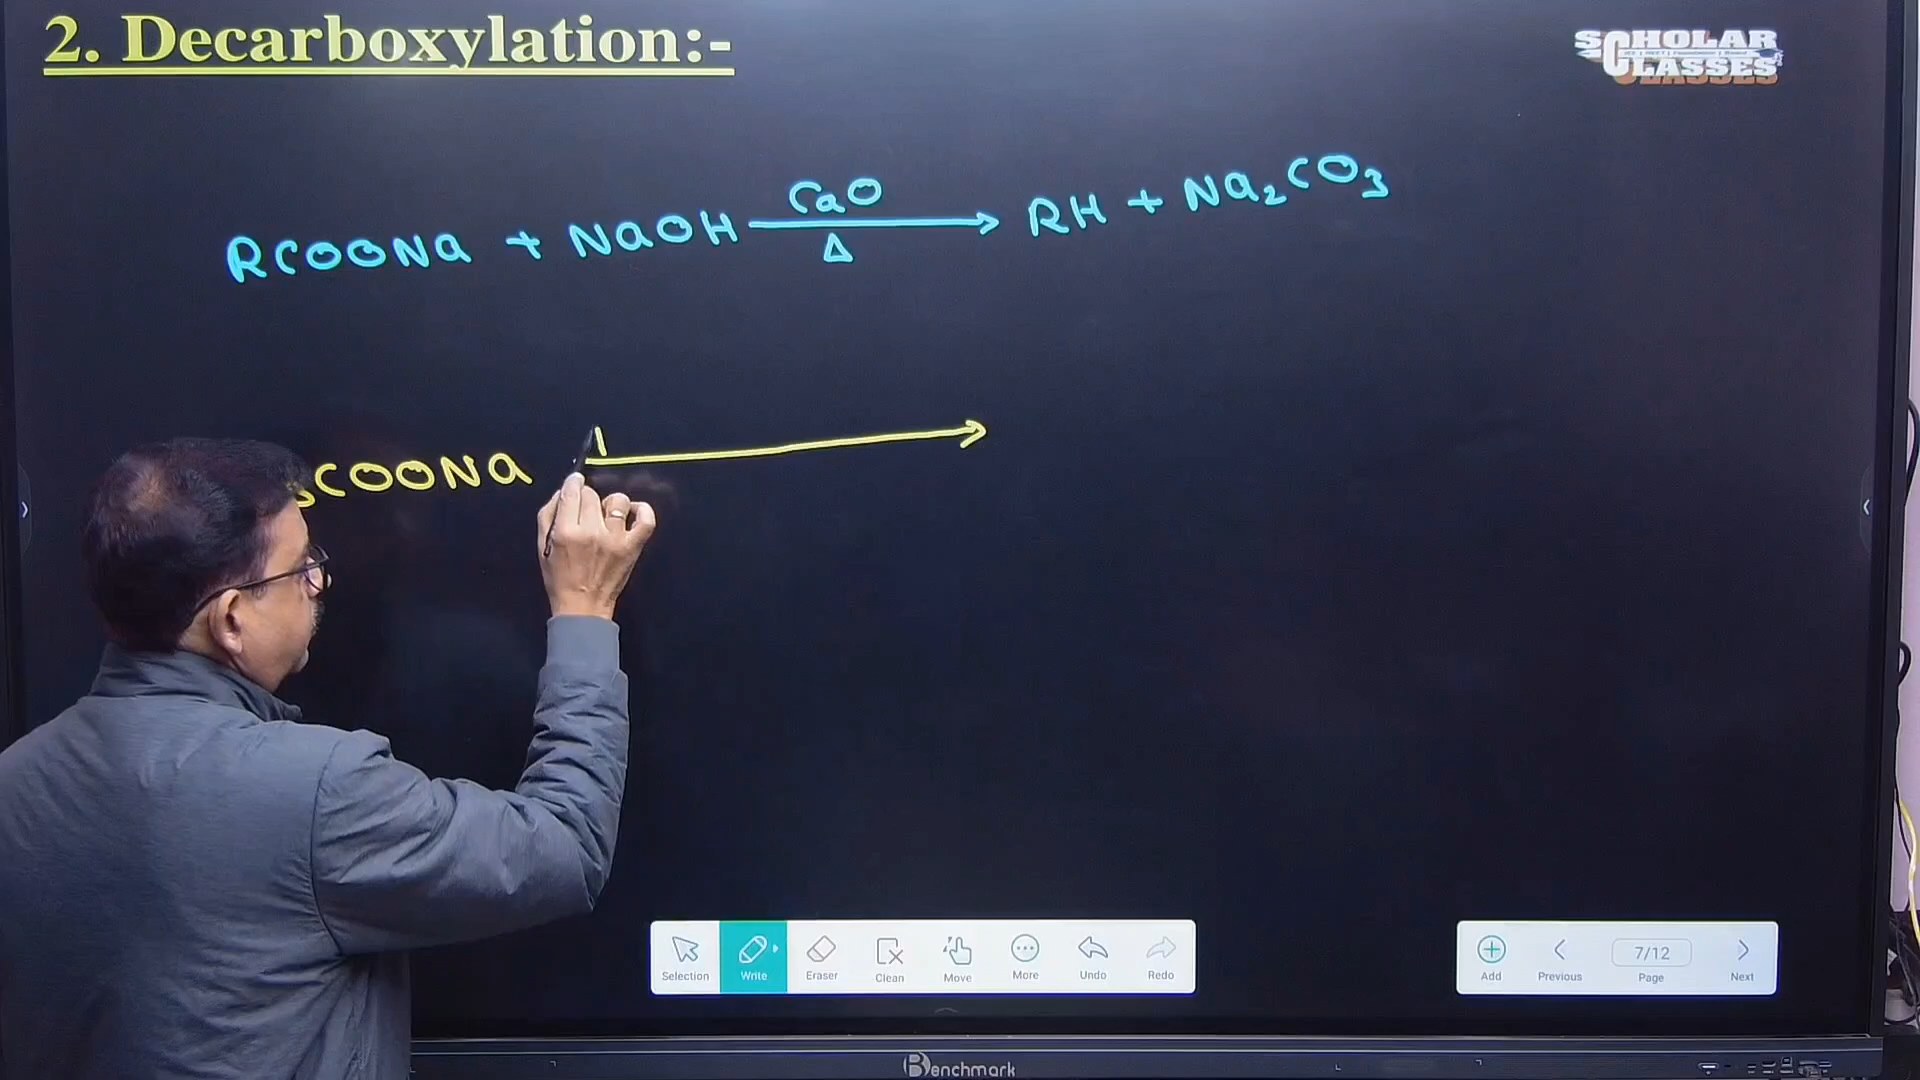 2. Decarboxylation:-
SCHOLAR
CLASSES
CaO
RCOONa + NaOH → RH + Na₂CO₃
Δ
₃COONa →
Selection Write Eraser Clean Move More Undo Redo
Add Previous 7/12 Page Next
Benchmark